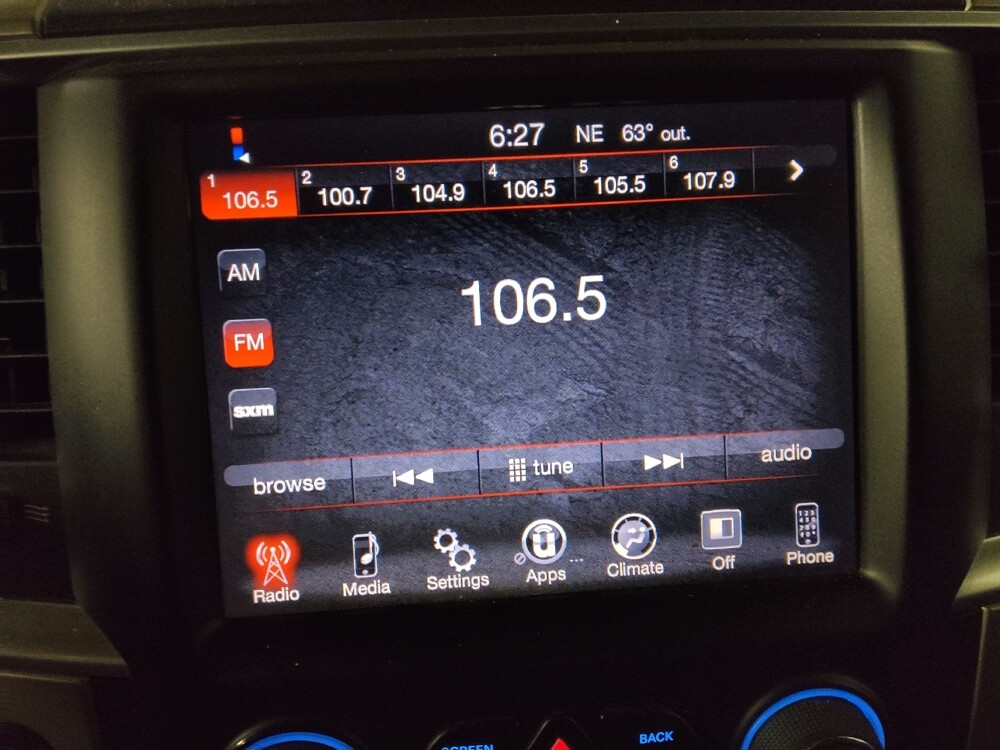 6:27 NE 63° out.
1 106.5 2 100.7 3 104.9 4 106.5 5 105.5 6 107.9
106.5
AM
FM
sxm
browse tune audio
Radio Media Settings Apps Climate Off Phone
SCREEN BACK